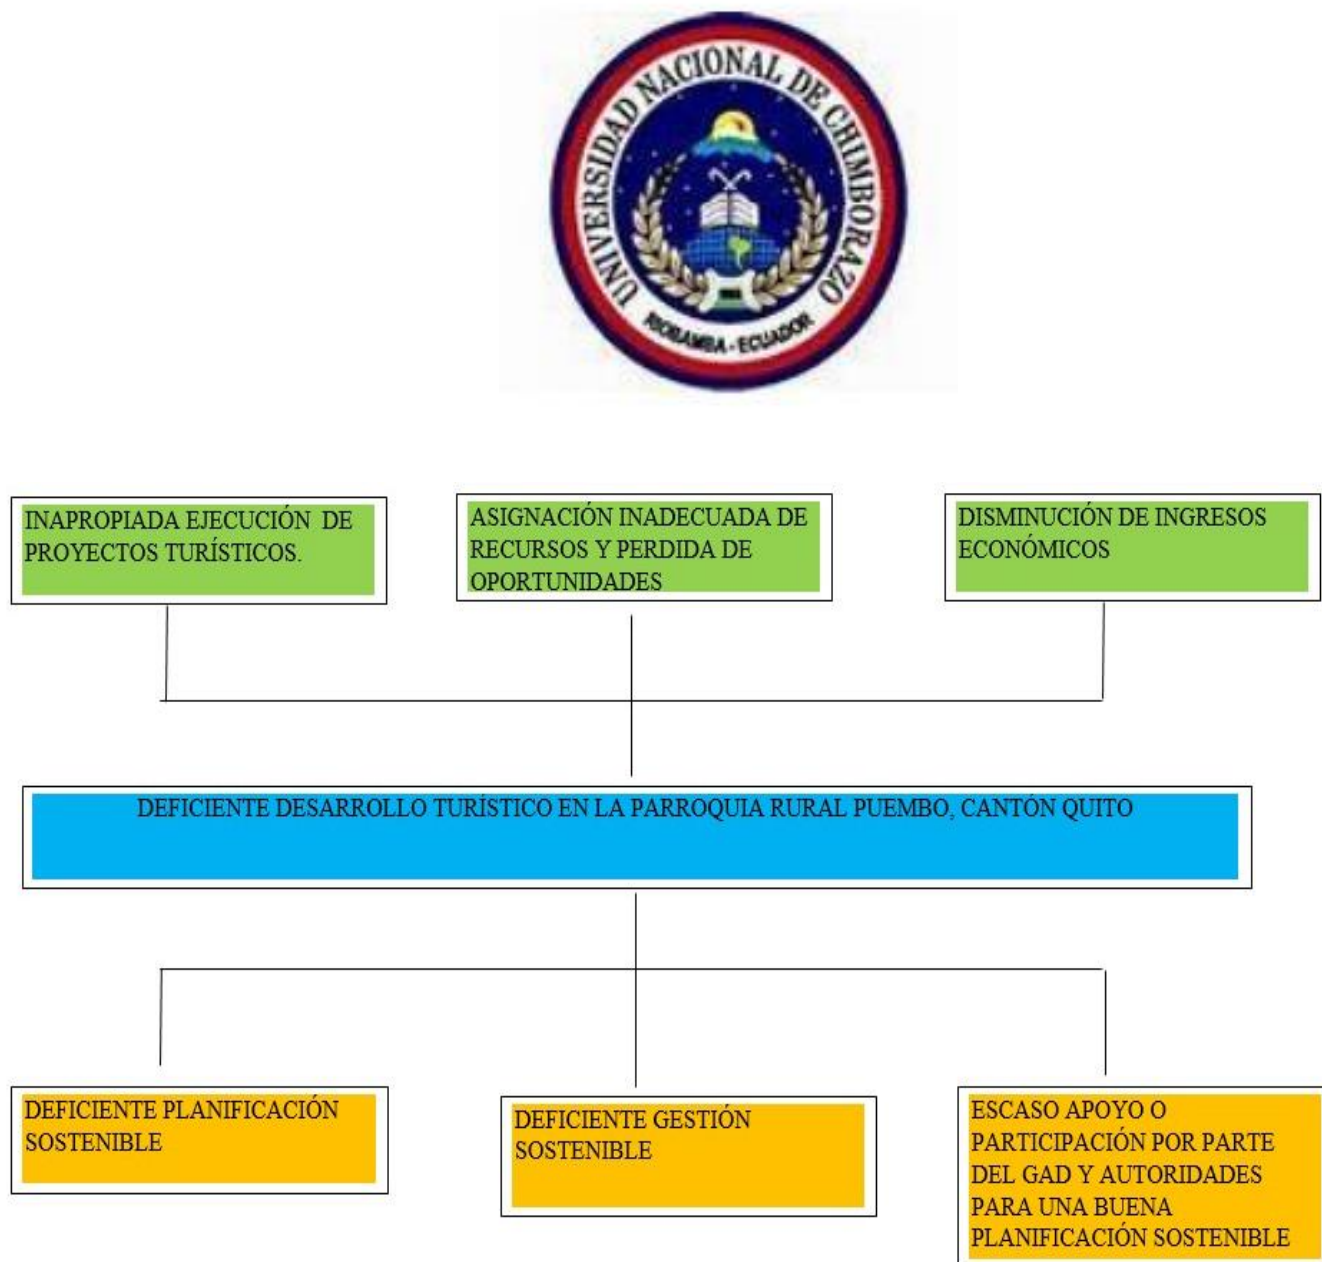 UNIVERSIDAD NACIONAL DE CHIMBORAZO
RIOBAMBA - ECUADOR
INAPROPIADA EJECUCIÓN DE
PROYECTOS TURÍSTICOS.
ASIGNACIÓN INADECUADA DE
RECURSOS Y PERDIDA DE
OPORTUNIDADES
DISMINUCIÓN DE INGRESOS
ECONÓMICOS
DEFICIENTE DESARROLLO TURÍSTICO EN LA PARROQUIA RURAL PUEMBO, CANTÓN QUITO
DEFICIENTE PLANIFICACIÓN
SOSTENIBLE
DEFICIENTE GESTIÓN
SOSTENIBLE
ESCASO APOYO O
PARTICIPACIÓN POR PARTE
DEL GAD Y AUTORIDADES
PARA UNA BUENA
PLANIFICACIÓN SOSTENIBLE